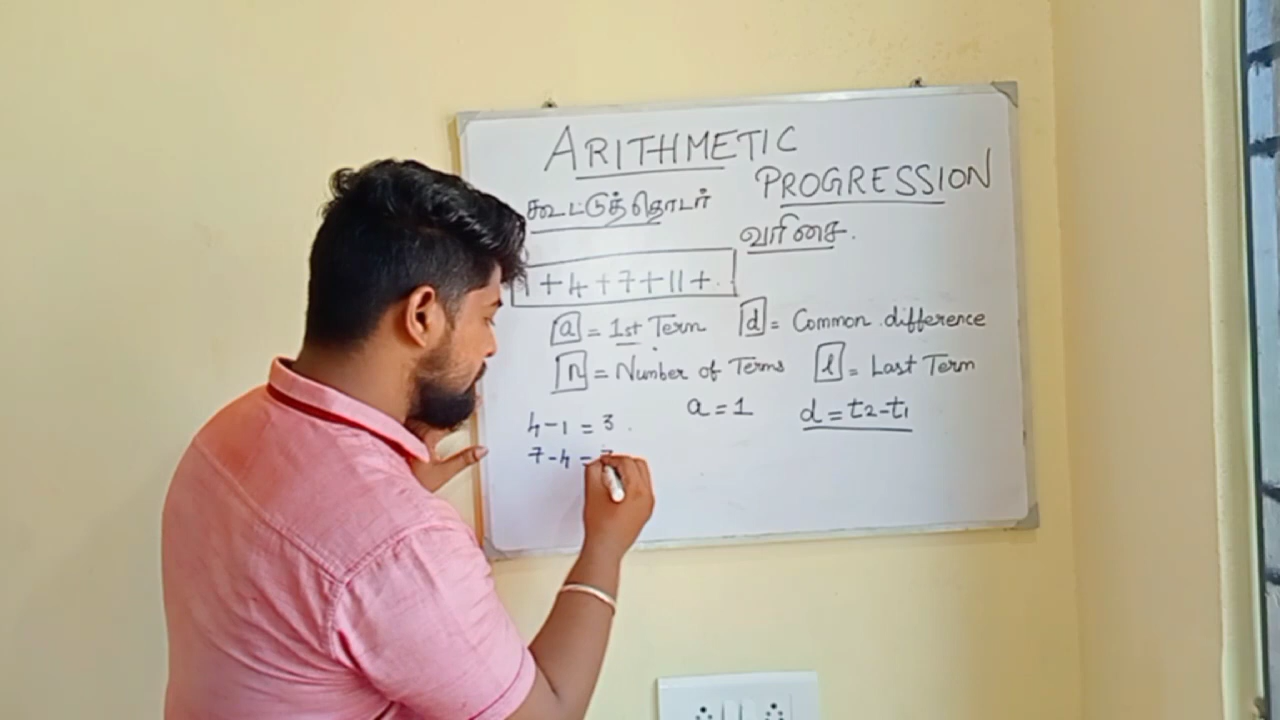 ARITHMETIC
PROGRESSION
கூட்டுத்தொடர்
வரிசை.
1 + 4 + 7 + 11 + .
a = 1st Term d = Common difference
n = Number of Terms l = Last Term
4 - 1 = 3 a = 1 d = t2 - t1
7 - 4 =